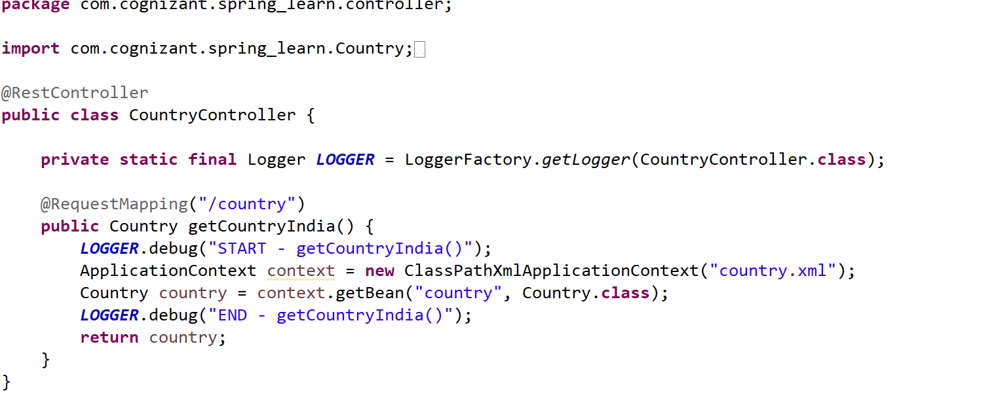 package com.cognizant.spring_learn.controller;
import com.cognizant.spring_learn.Country;
@RestController
public class CountryController {
private static final Logger LOGGER = LoggerFactory.getLogger(CountryController.class);
@RequestMapping("/country")
public Country getCountryIndia() {
LOGGER.debug("START - getCountryIndia()");
ApplicationContext context = new ClassPathXmlApplicationContext("country.xml");
Country country = context.getBean("country", Country.class);
LOGGER.debug("END - getCountryIndia()");
return country;
}
}